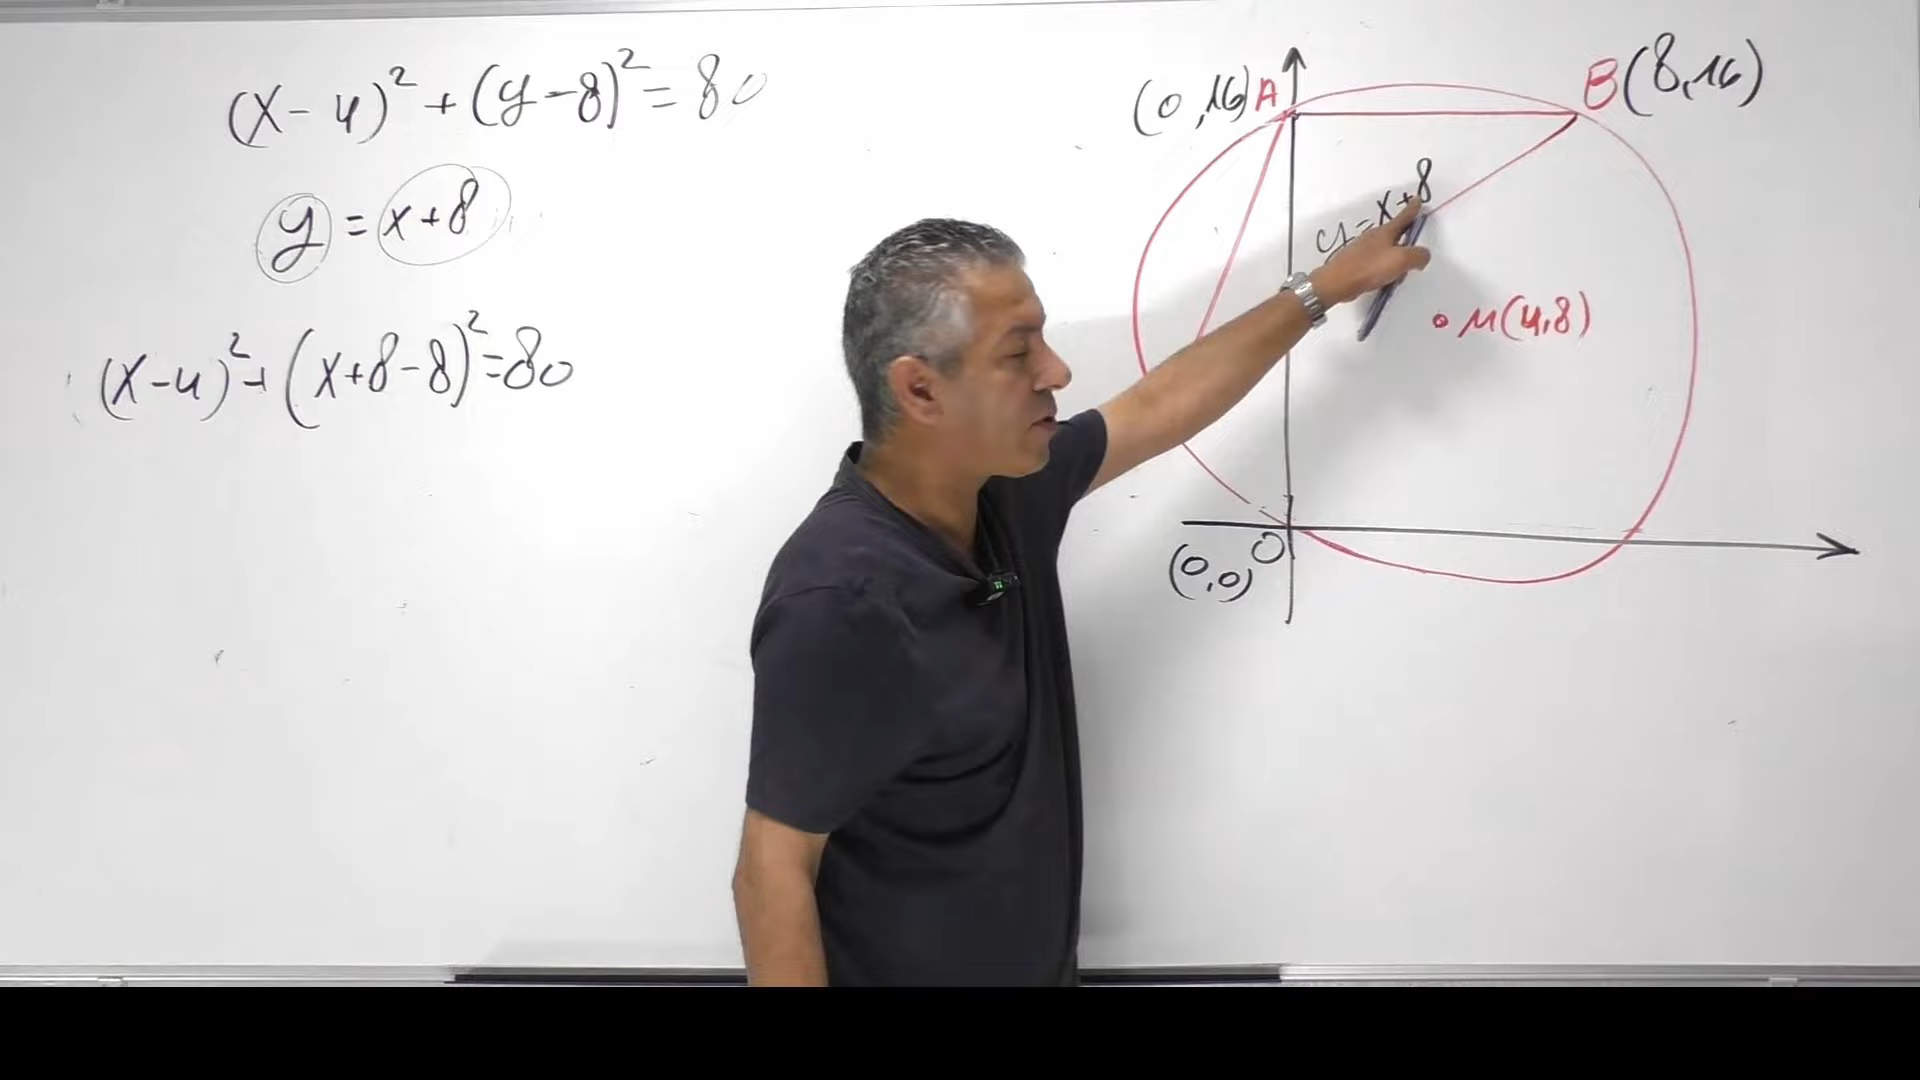 (x-4)²+(y-8)²=80
y=x+8
(x-4)²+(x+8-8)²=80
(0,16) A
B(8,16)
y=x+8
M(4,8)
O
(0,0)